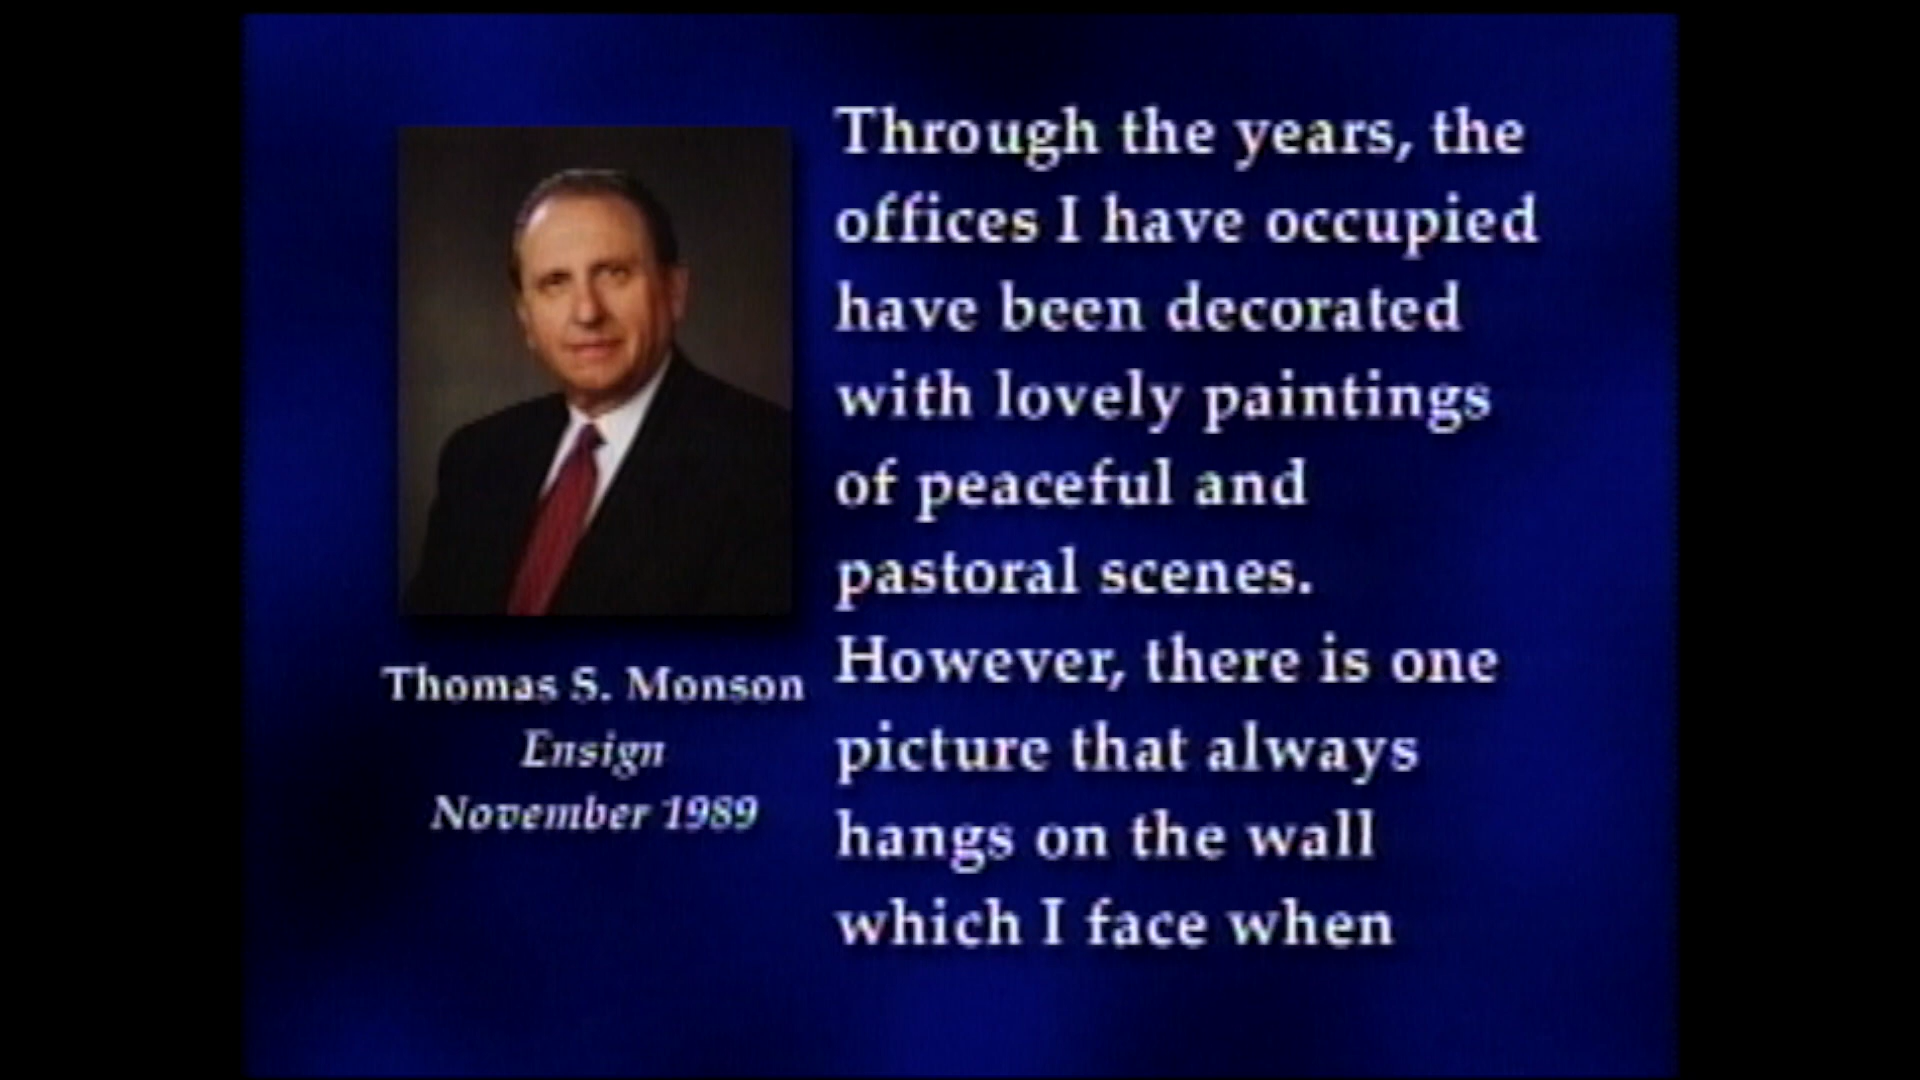 Through the years, the
offices I have occupied
have been decorated
with lovely paintings
of peaceful and
pastoral scenes.
However, there is one
picture that always
hangs on the wall
which I face when
Thomas S. Monson
Ensign
November 1989